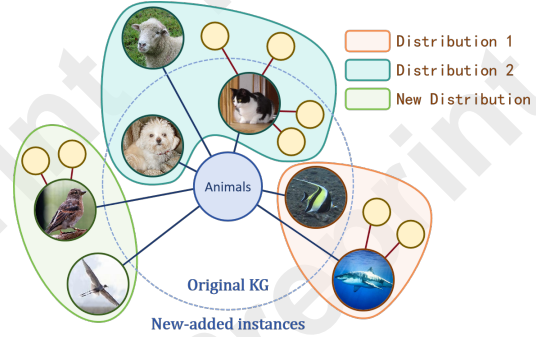 Distribution 1
Distribution 2
New Distribution
Animals
Original KG
New-added instances